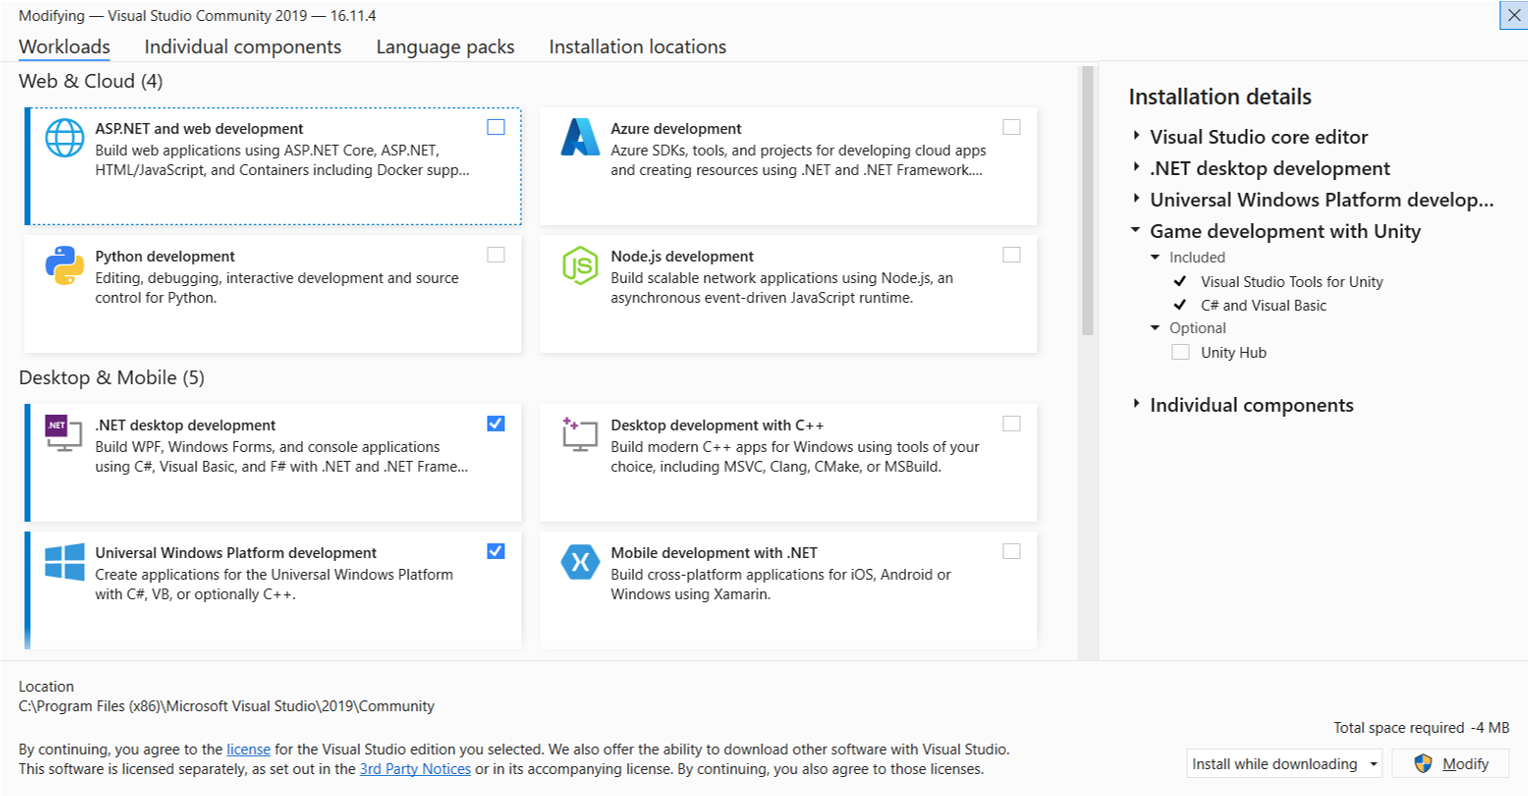 Modifying — Visual Studio Community 2019 — 16.11.4
Workloads Individual components Language packs Installation locations
Web & Cloud (4)
ASP.NET and web development
Build web applications using ASP.NET Core, ASP.NET,
HTML/JavaScript, and Containers including Docker supp...
Azure development
Azure SDKs, tools, and projects for developing cloud apps
and creating resources using .NET and .NET Framework....
Python development
Editing, debugging, interactive development and source
control for Python.
JS
Node.js development
Build scalable network applications using Node.js, an
asynchronous event-driven JavaScript runtime.
Desktop & Mobile (5)
.NET
.NET desktop development
Build WPF, Windows Forms, and console applications
using C#, Visual Basic, and F# with .NET and .NET Frame...
Desktop development with C++
Build modern C++ apps for Windows using tools of your
choice, including MSVC, Clang, CMake, or MSBuild.
Universal Windows Platform development
Create applications for the Universal Windows Platform
with C#, VB, or optionally C++.
Mobile development with .NET
Build cross-platform applications for iOS, Android or
Windows using Xamarin.
Installation details
Visual Studio core editor
.NET desktop development
Universal Windows Platform develop...
Game development with Unity
Included
Visual Studio Tools for Unity
C# and Visual Basic
Optional
Unity Hub
Individual components
Location
C:\Program Files (x86)\Microsoft Visual Studio\2019\Community
By continuing, you agree to the license for the Visual Studio edition you selected. We also offer the ability to download other software with Visual Studio.
This software is licensed separately, as set out in the 3rd Party Notices or in its accompanying license. By continuing, you also agree to those licenses.
Total space required -4 MB
Install while downloading
Modify